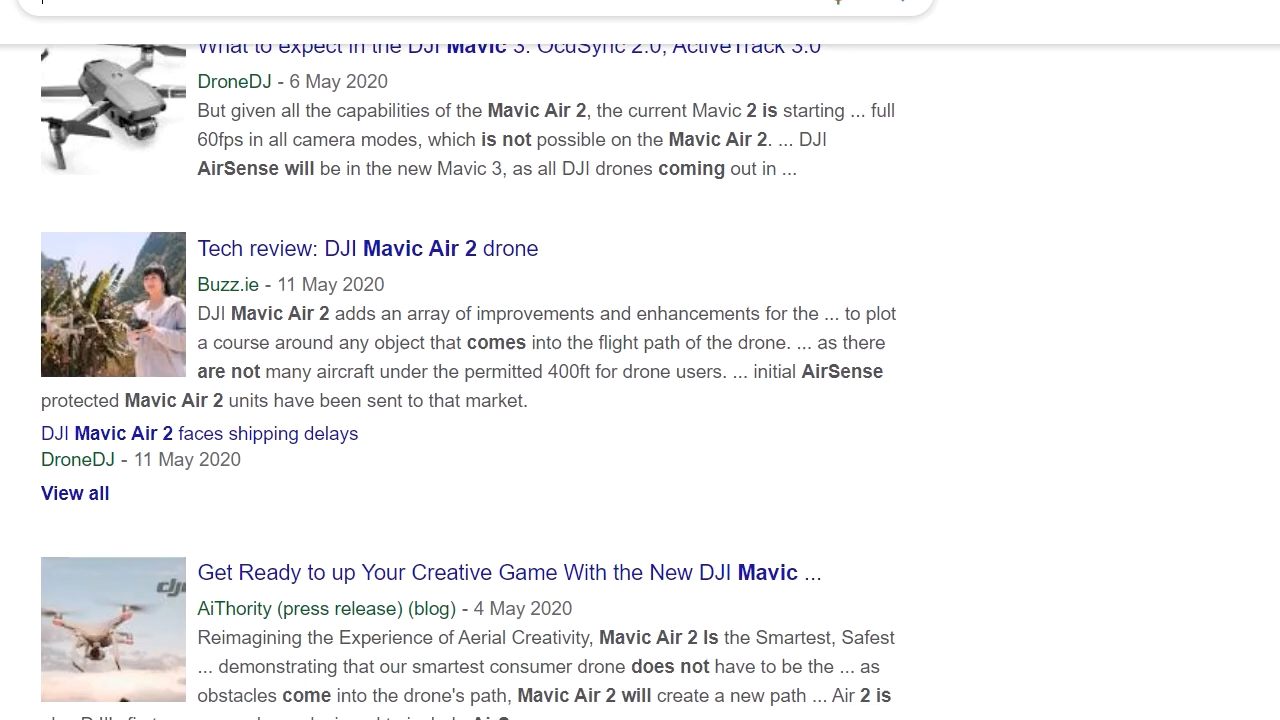 What to expect in the DJI Mavic 3: OcuSync 2.0, ActiveTrack 3.0
DroneDJ - 6 May 2020
But given all the capabilities of the Mavic Air 2, the current Mavic 2 is starting ... full
60fps in all camera modes, which is not possible on the Mavic Air 2. ... DJI
AirSense will be in the new Mavic 3, as all DJI drones coming out in ...
Tech review: DJI Mavic Air 2 drone
Buzz.ie - 11 May 2020
DJI Mavic Air 2 adds an array of improvements and enhancements for the ... to plot
a course around any object that comes into the flight path of the drone. ... as there
are not many aircraft under the permitted 400ft for drone users. ... initial AirSense
protected Mavic Air 2 units have been sent to that market.
DJI Mavic Air 2 faces shipping delays
DroneDJ - 11 May 2020
View all
dji
Get Ready to up Your Creative Game With the New DJI Mavic ...
AiThority (press release) (blog) - 4 May 2020
Reimagining the Experience of Aerial Creativity, Mavic Air 2 Is the Smartest, Safest
... demonstrating that our smartest consumer drone does not have to be the ... as
obstacles come into the drone's path, Mavic Air 2 will create a new path ... Air 2 is